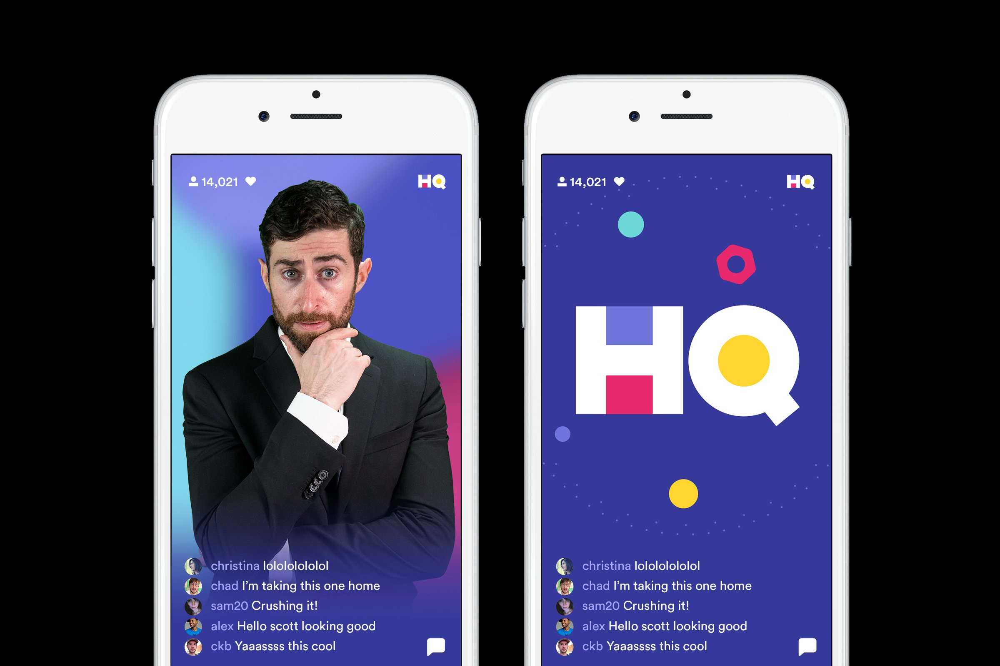 14,021
HQ
christina lololololololol
chad I’m taking this one home
sam20 Crushing it!
alex Hello scott looking good
ckb Yaaassss this cool
14,021
HQ
HQ
christina lololololololol
chad I’m taking this one home
sam20 Crushing it!
alex Hello scott looking good
ckb Yaaassss this cool